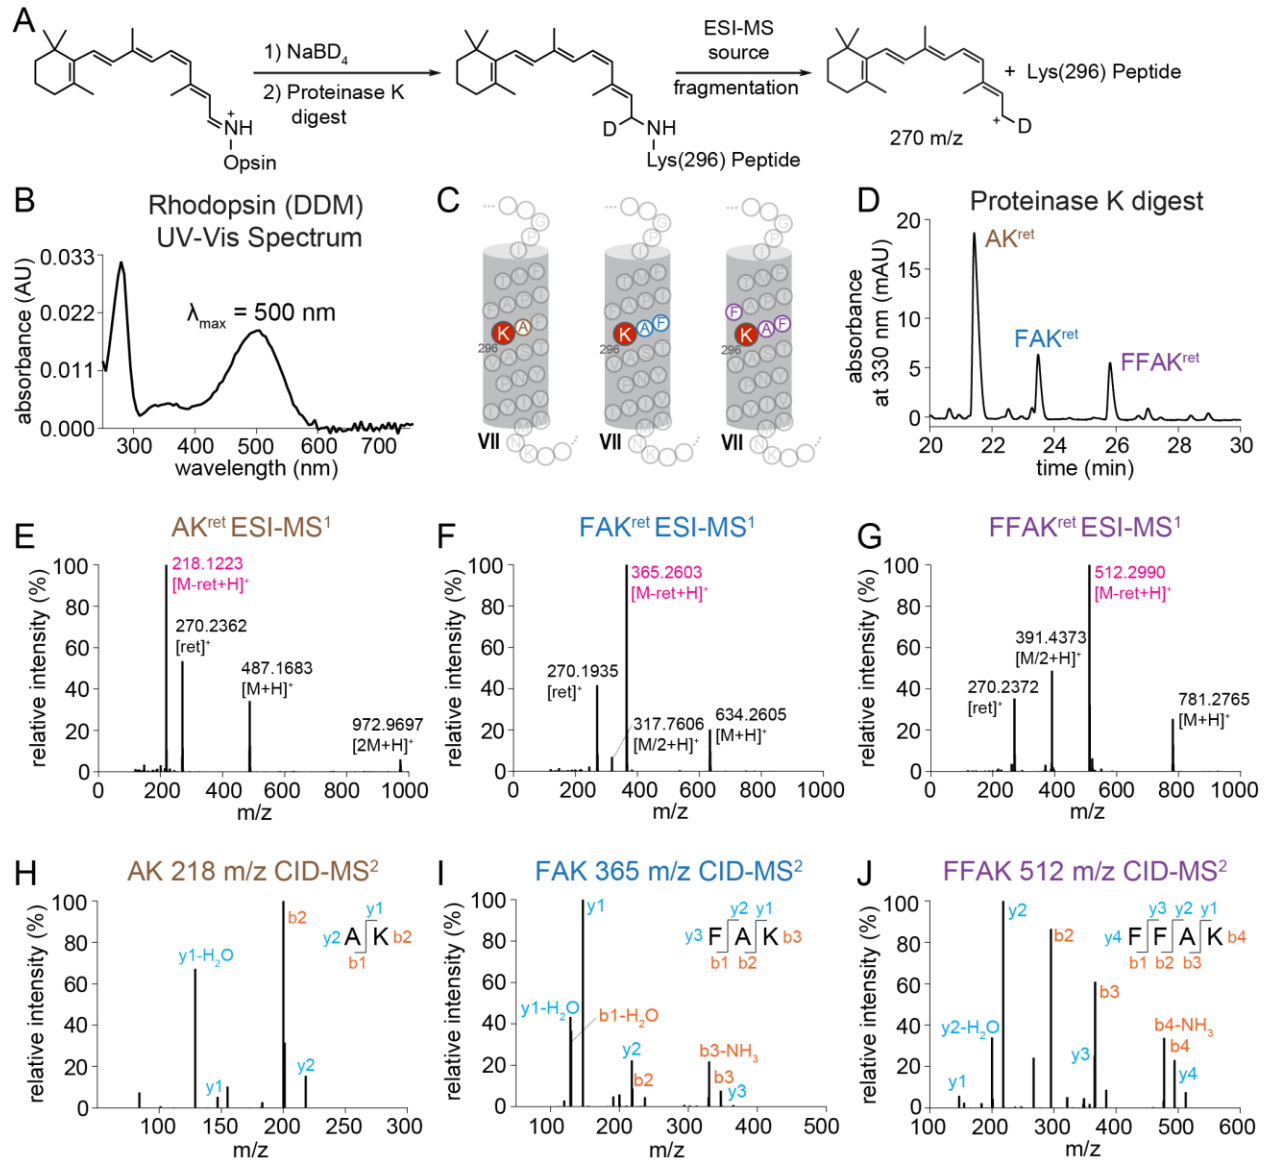 A
1) NaBD4
2) Proteinase K
digest
+
NH
Opsin
D
NH
Lys(296) Peptide
ESI-MS
source
fragmentation
+
D
270 m/z
+ Lys(296) Peptide
B
Rhodopsin (DDM)
UV-Vis Spectrum
λmax = 500 nm
absorbance (AU)
0.033
0.022
0.011
0.000
300 400 500 600 700
wavelength (nm)
C
K A
296
VII
K A F
296
VII
F
K A F
296
VII
D
Proteinase K digest
absorbance
at 330 nm (mAU)
20
15
10
5
0
AKret
FAKret
FFAKret
20 22 24 26 28 30
time (min)
E
AKret ESI-MS1
relative intensity (%)
100
80
60
40
20
0
218.1223
[M-ret+H]+
270.2362
[ret]+
487.1683
[M+H]+
972.9697
[2M+H]+
0 200 400 600 800 1000
m/z
F
FAKret ESI-MS1
relative intensity (%)
100
80
60
40
20
0
365.2603
[M-ret+H]+
270.1935
[ret]+
317.7606
[M/2+H]+
634.2605
[M+H]+
0 200 400 600 800 1000
m/z
G
FFAKret ESI-MS1
relative intensity (%)
100
80
60
40
20
0
512.2990
[M-ret+H]+
391.4373
[M/2+H]+
270.2372
[ret]+
781.2765
[M+H]+
0 200 400 600 800 1000
m/z
H
AK 218 m/z CID-MS2
relative intensity (%)
100
80
60
40
20
0
y1-H2O
y1
b2
y2
y1
y2 A K b2
b1
100 150 200 250 300
m/z
I
FAK 365 m/z CID-MS2
relative intensity (%)
100
80
60
40
20
0
y1
y1-H2O
b1-H2O
y2
b2
b3-NH3
b3
y3
y2 y1
y3 F A K b3
b1 b2
100 200 300 400 500
m/z
J
FFAK 512 m/z CID-MS2
relative intensity (%)
100
80
60
40
20
0
y2
b2
b3
y2-H2O
y1
y3
b4-NH3
b4
y4
y3 y2 y1
y4 F F A K b4
b1 b2 b3
100 200 300 400 500 600
m/z